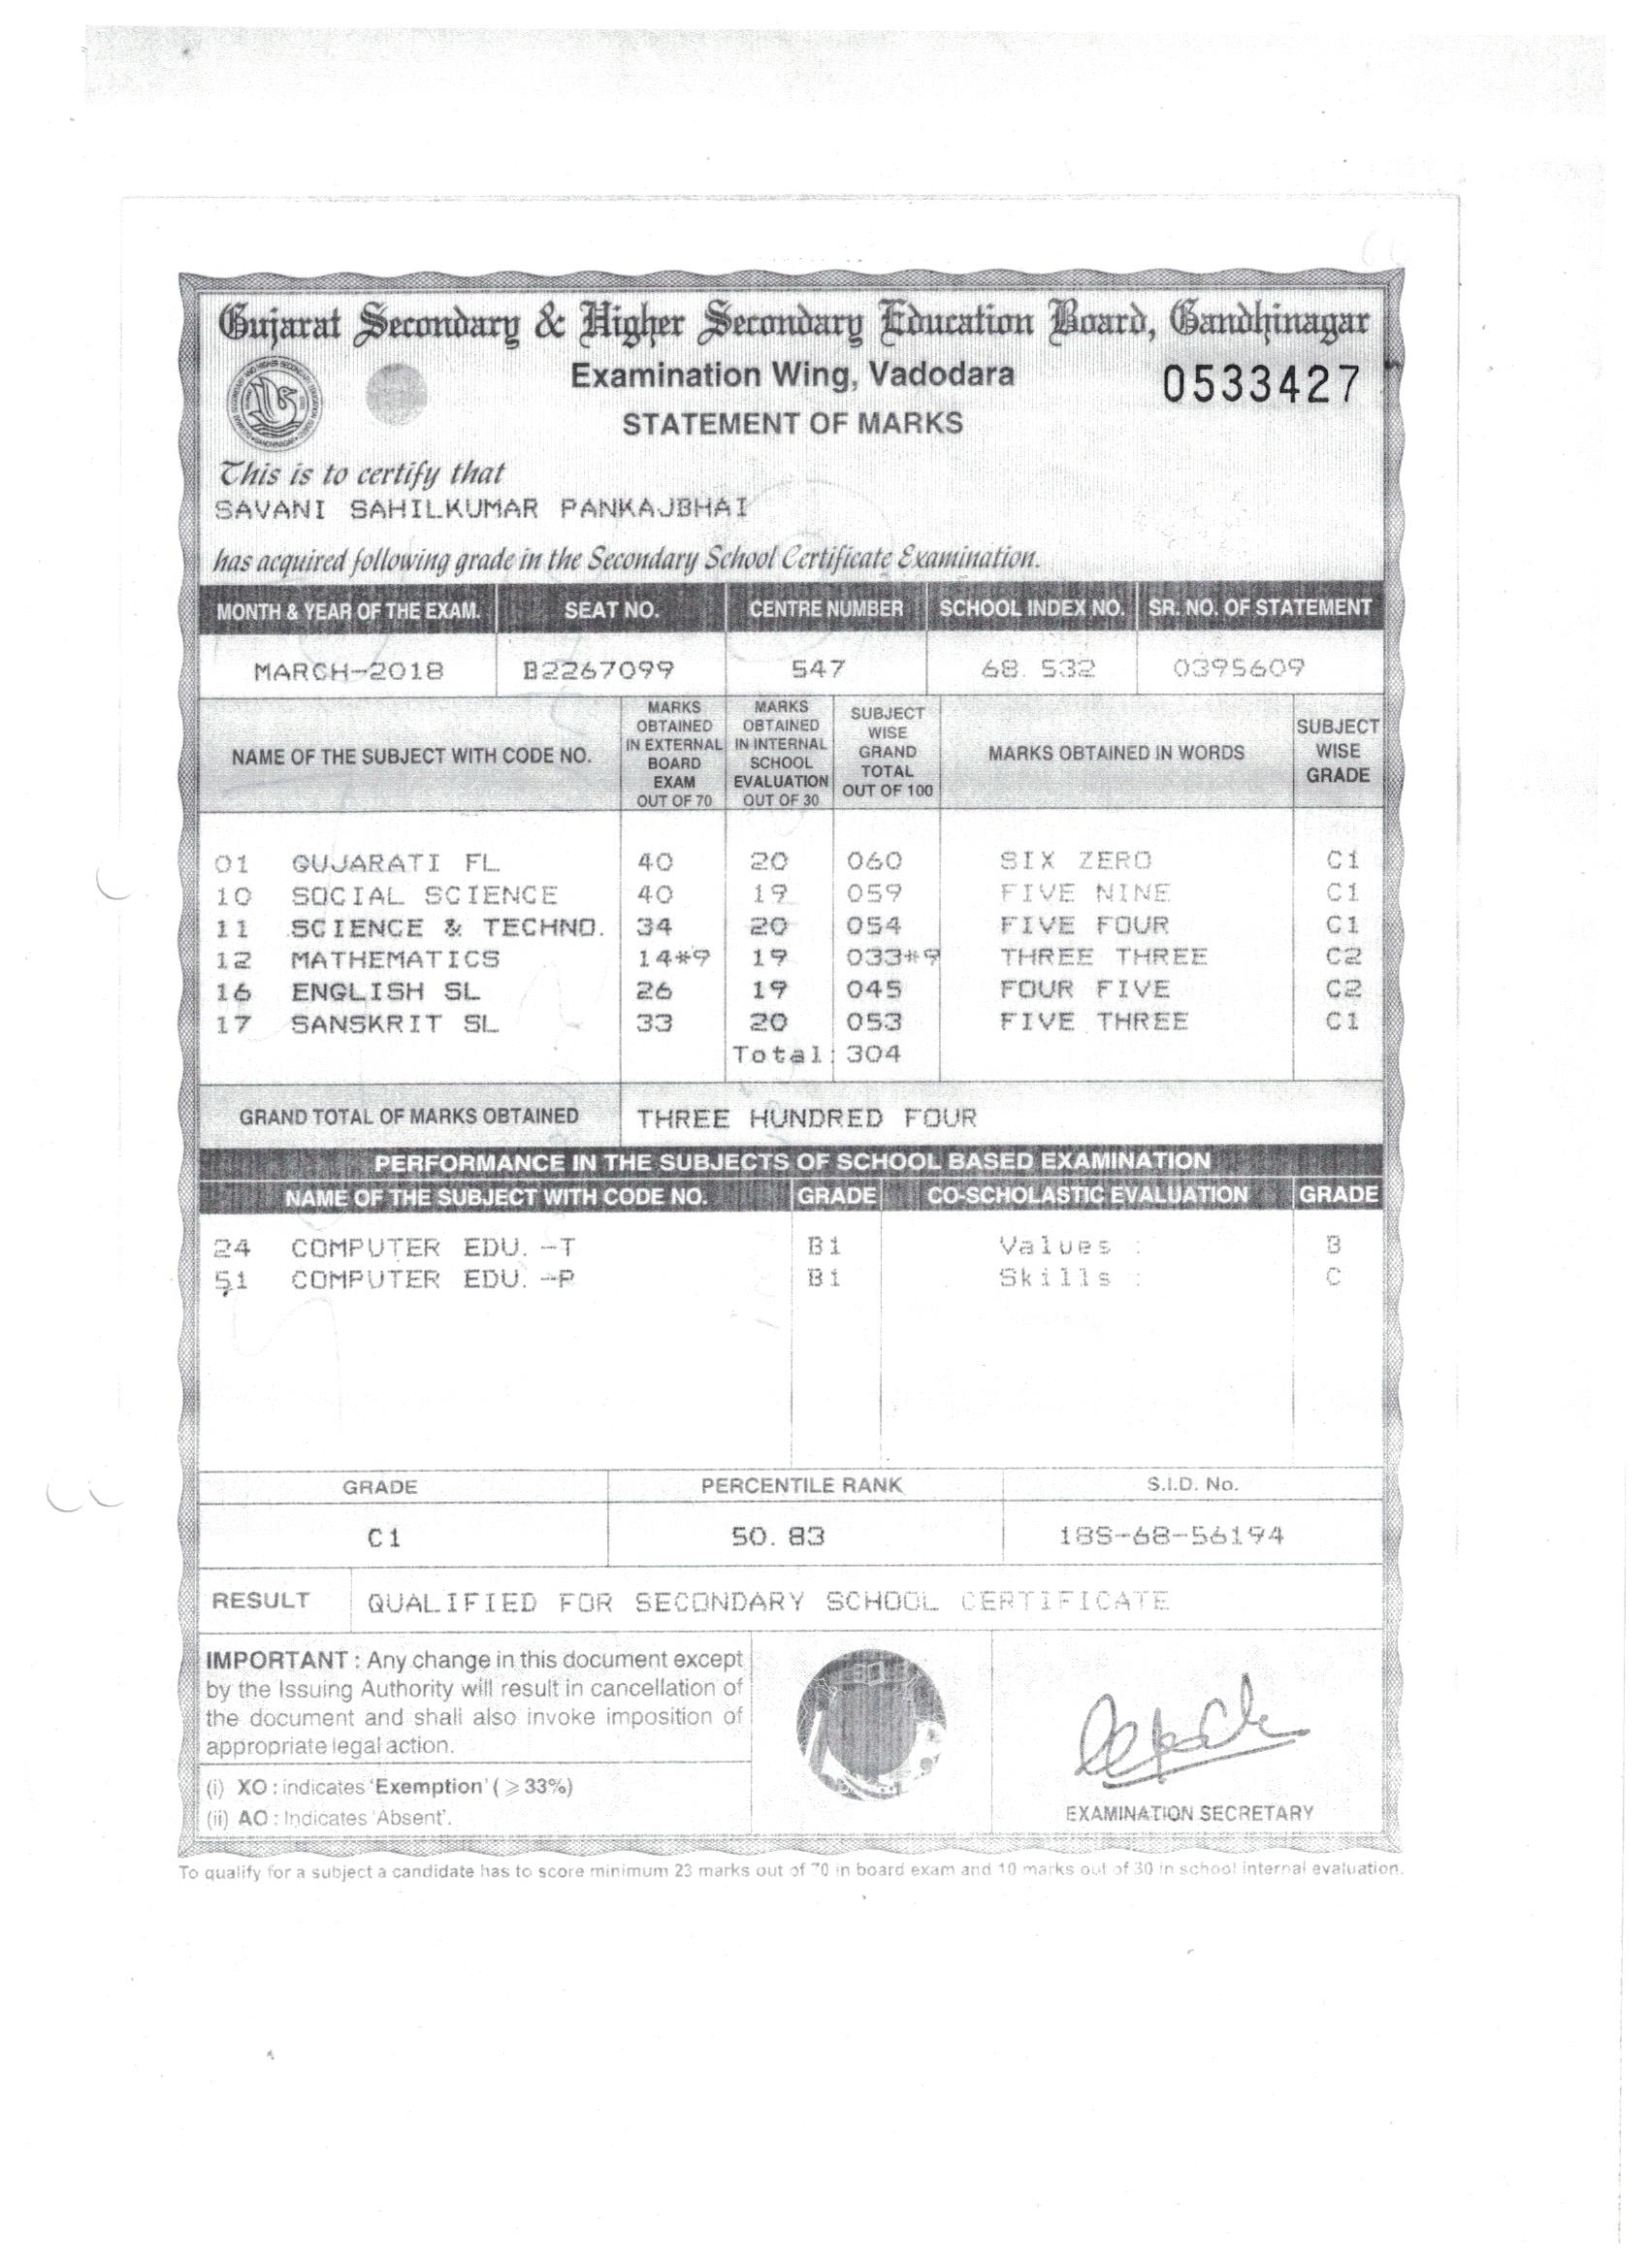 Gujarat Secondary & Higher Secondary Education Board, Gandhinagar
Examination Wing, Vadodara
0533427
STATEMENT OF MARKS
This is to certify that
SAVANI SAHILKUMAR PANKAJBHAI
has acquired following grade in the Secondary School Certificate Examination.
MONTH & YEAR OF THE EXAM. SEAT NO. CENTRE NUMBER SCHOOL INDEX NO. SR. NO. OF STATEMENT
MARCH-2018 B2267099 547 68. 532 0395609
NAME OF THE SUBJECT WITH CODE NO. MARKS OBTAINED IN EXTERNAL BOARD EXAM OUT OF 70 MARKS OBTAINED IN INTERNAL SCHOOL EVALUATION OUT OF 30 SUBJECT WISE GRAND TOTAL OUT OF 100 MARKS OBTAINED IN WORDS SUBJECT WISE GRADE
01 GUJARATI FL 40 20 060 SIX ZERO C1
10 SOCIAL SCIENCE 40 19 059 FIVE NINE C1
11 SCIENCE & TECHNO. 34 20 054 FIVE FOUR C1
12 MATHEMATICS 14*9 19 033*9 THREE THREE C2
16 ENGLISH SL 26 19 045 FOUR FIVE C2
17 SANSKRIT SL 33 20 053 FIVE THREE C1
Total: 304
GRAND TOTAL OF MARKS OBTAINED THREE HUNDRED FOUR
PERFORMANCE IN THE SUBJECTS OF SCHOOL BASED EXAMINATION
NAME OF THE SUBJECT WITH CODE NO. GRADE CO-SCHOLASTIC EVALUATION GRADE
24 COMPUTER EDU. -T B1 Values : B
51 COMPUTER EDU. -P B1 Skills : C
GRADE PERCENTILE RANK S.I.D. No.
C1 50. 83 18S-68-56194
RESULT QUALIFIED FOR SECONDARY SCHOOL CERTIFICATE
IMPORTANT : Any change in this document except
by the Issuing Authority will result in cancellation of
the document and shall also invoke imposition of
appropriate legal action.
(i) XO : indicates 'Exemption' ( ⩾ 33%)
(ii) AO : Indicates 'Absent'.
EXAMINATION SECRETARY
To qualify for a subject a candidate has to score minimum 23 marks out of 70 in board exam and 10 marks out of 30 in school internal evaluation.